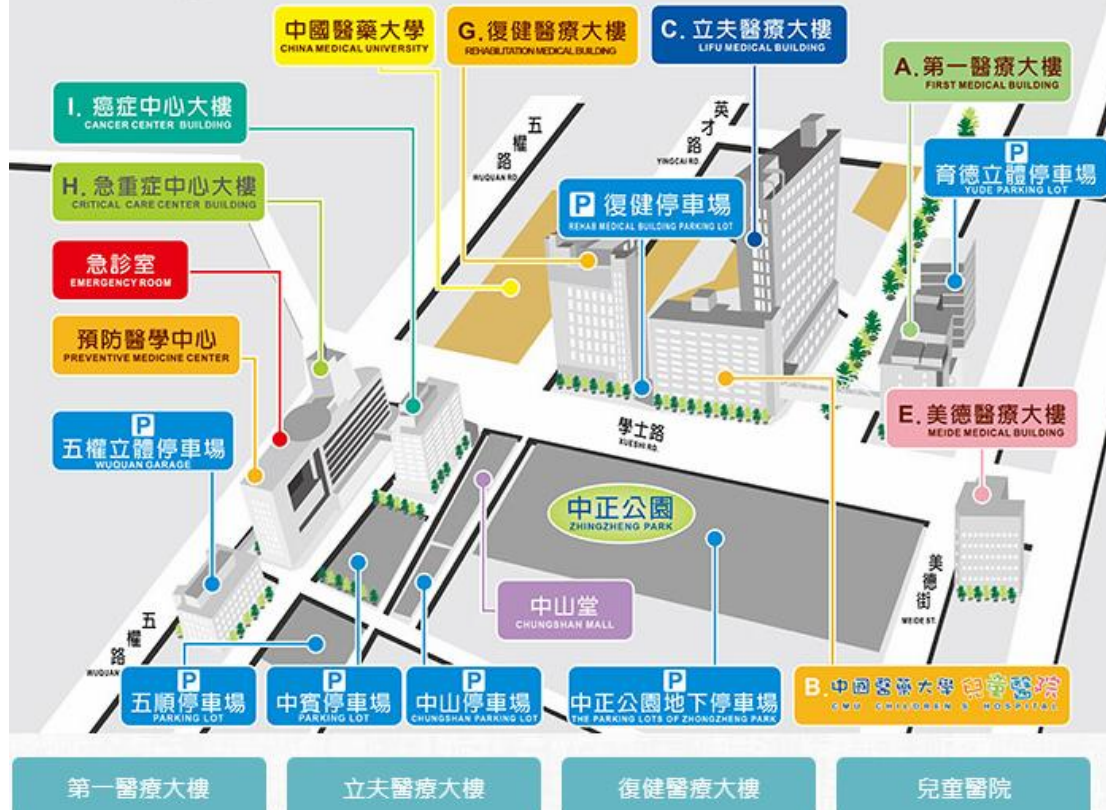 中國醫藥大學
CHINA MEDICAL UNIVERSITY
G.復健醫療大樓
REHABILITATION MEDICAL BUILDING
C.立夫醫療大樓
LIFU MEDICAL BUILDING
A.第一醫療大樓
FIRST MEDICAL BUILDING
I.癌症中心大樓
CANCER CENTER BUILDING
五權路
WUQUAN RD.
英才路
YINGCAI RD.
P
育德立體停車場
YUDE PARKING LOT
H.急重症中心大樓
CRITICAL CARE CENTER BUILDING
P 復健停車場
REHAB MEDICAL BUILDING PARKING LOT
急診室
EMERGENCY ROOM
預防醫學中心
PREVENTIVE MEDICINE CENTER
P
五權立體停車場
WUQUAN GARAGE
學士路
XUESHI RD.
E.美德醫療大樓
MEIDE MEDICAL BUILDING
中正公園
ZHINGZHENG PARK
美德街
MEIDE ST.
中山堂
CHUNGSHAN MALL
五權路
WUQUAN RD.
P
五順停車場
PARKING LOT
P
中賓停車場
PARKING LOT
P
中山停車場
CHUNGSHAN PARKING LOT
P
中正公園地下停車場
THE PARKING LOTS OF ZHONGZHENG PARK
B.中國醫藥大學兒童醫院
CMU CHILDREN'S HOSPITAL
第一醫療大樓
立夫醫療大樓
復健醫療大樓
兒童醫院